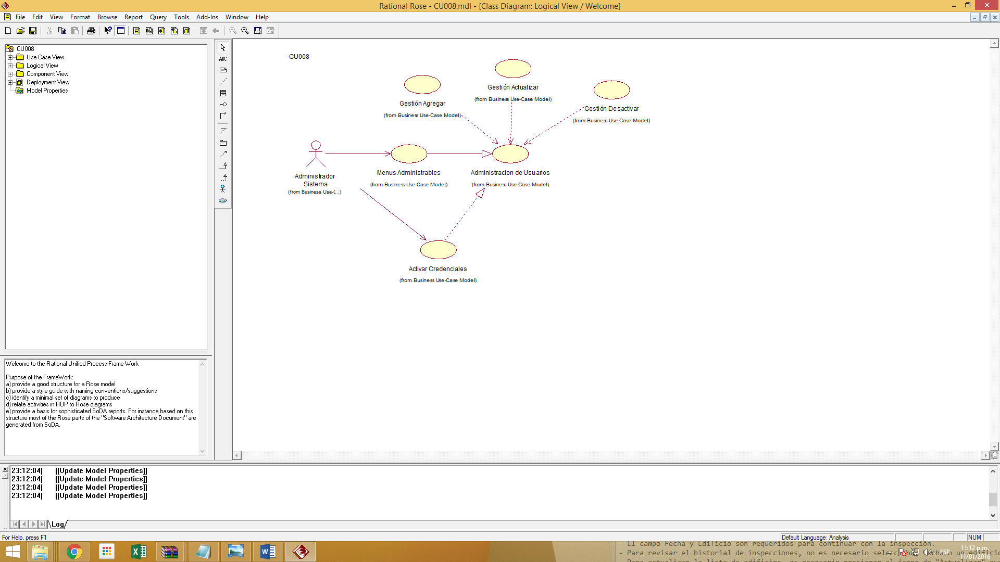 Rational Rose - CU008.mdl - [Class Diagram: Logical View / Welcome]
File Edit View Format Browse Report Query Tools Add-Ins Window Help
CU008
Use Case View
Logical View
Component View
Deployment View
Model Properties
ABC
CU008
Gestión Actualizar
(from Business Use-Case Model)
Gestión Agregar
(from Business Use-Case Model)
Gestión Desactivar
(from Business Use-Case Model)
Administrador
Sistema
(from Business Use-(...)
Menus Administrables
(from Business Use-Case Model)
Administracion de Usuarios
(from Business Use-Case Model)
Activar Credenciales
(from Business Use-Case Model)
Welcome to the Rational Unified Process Frame Work
Purpose of the FrameWork:
a) provide a good structure for a Rose model
b) provide a style guide with naming conventions/suggestions
c) identify a minimal set of diagrams to produce
d) relate activities in RUP to Rose diagrams
e) provide a basis for sophisticated SoDA reports. For instance based on this
structure most of the Rose parts of the "Software Architecture Document" are
generated from SoDA.
23:12:04| [[Update Model Properties]]
23:12:04| [[Update Model Properties]]
23:12:04| [[Update Model Properties]]
23:12:04| [[Update Model Properties]]
Log
For Help, press F1
Default Language: Analysis
NUM
- El campo Fecha y Edificio son requeridos para continuar con la inspección.
- Para revisar el historial de inspecciones, no es necesario o un edificio
ESP
11:12 p.m.
11/01/2016